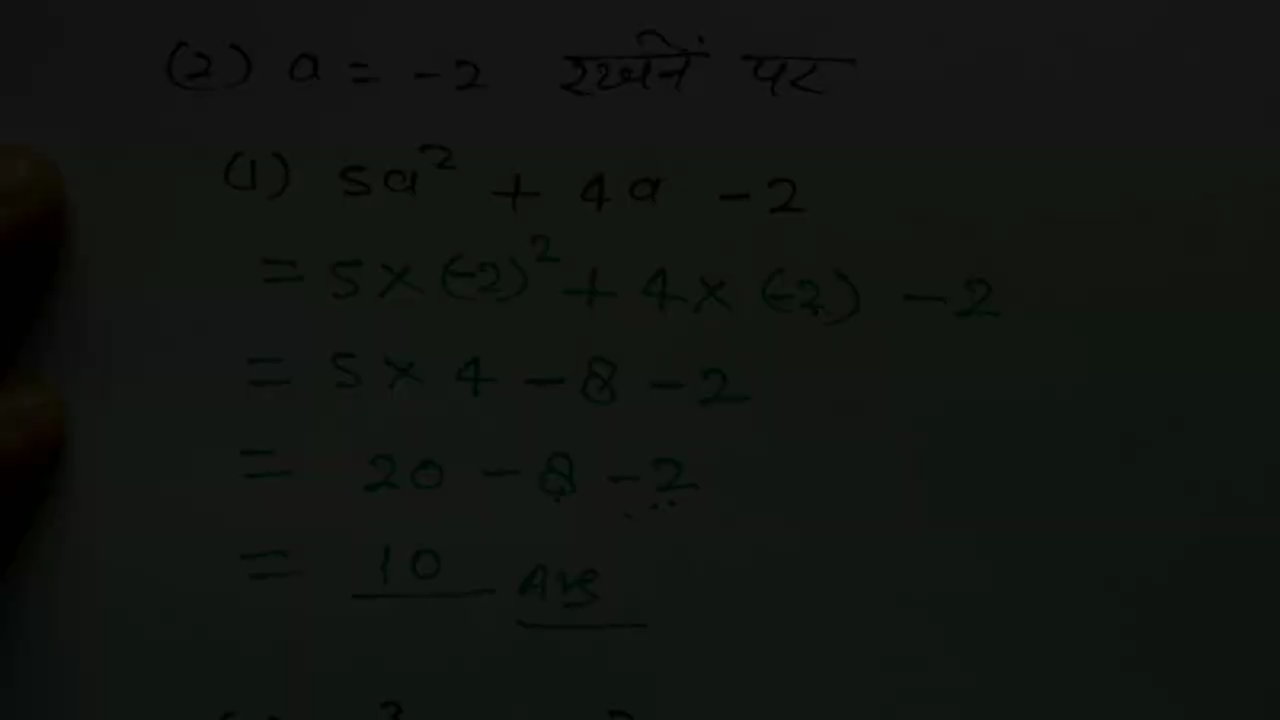 (2) a = -2 रखनें पर
(1) 5a² + 4a - 2
= 5 × (-2)² + 4 × (-2) - 2
= 5 × 4 - 8 - 2
= 20 - 8 - 2
= 10 Ans